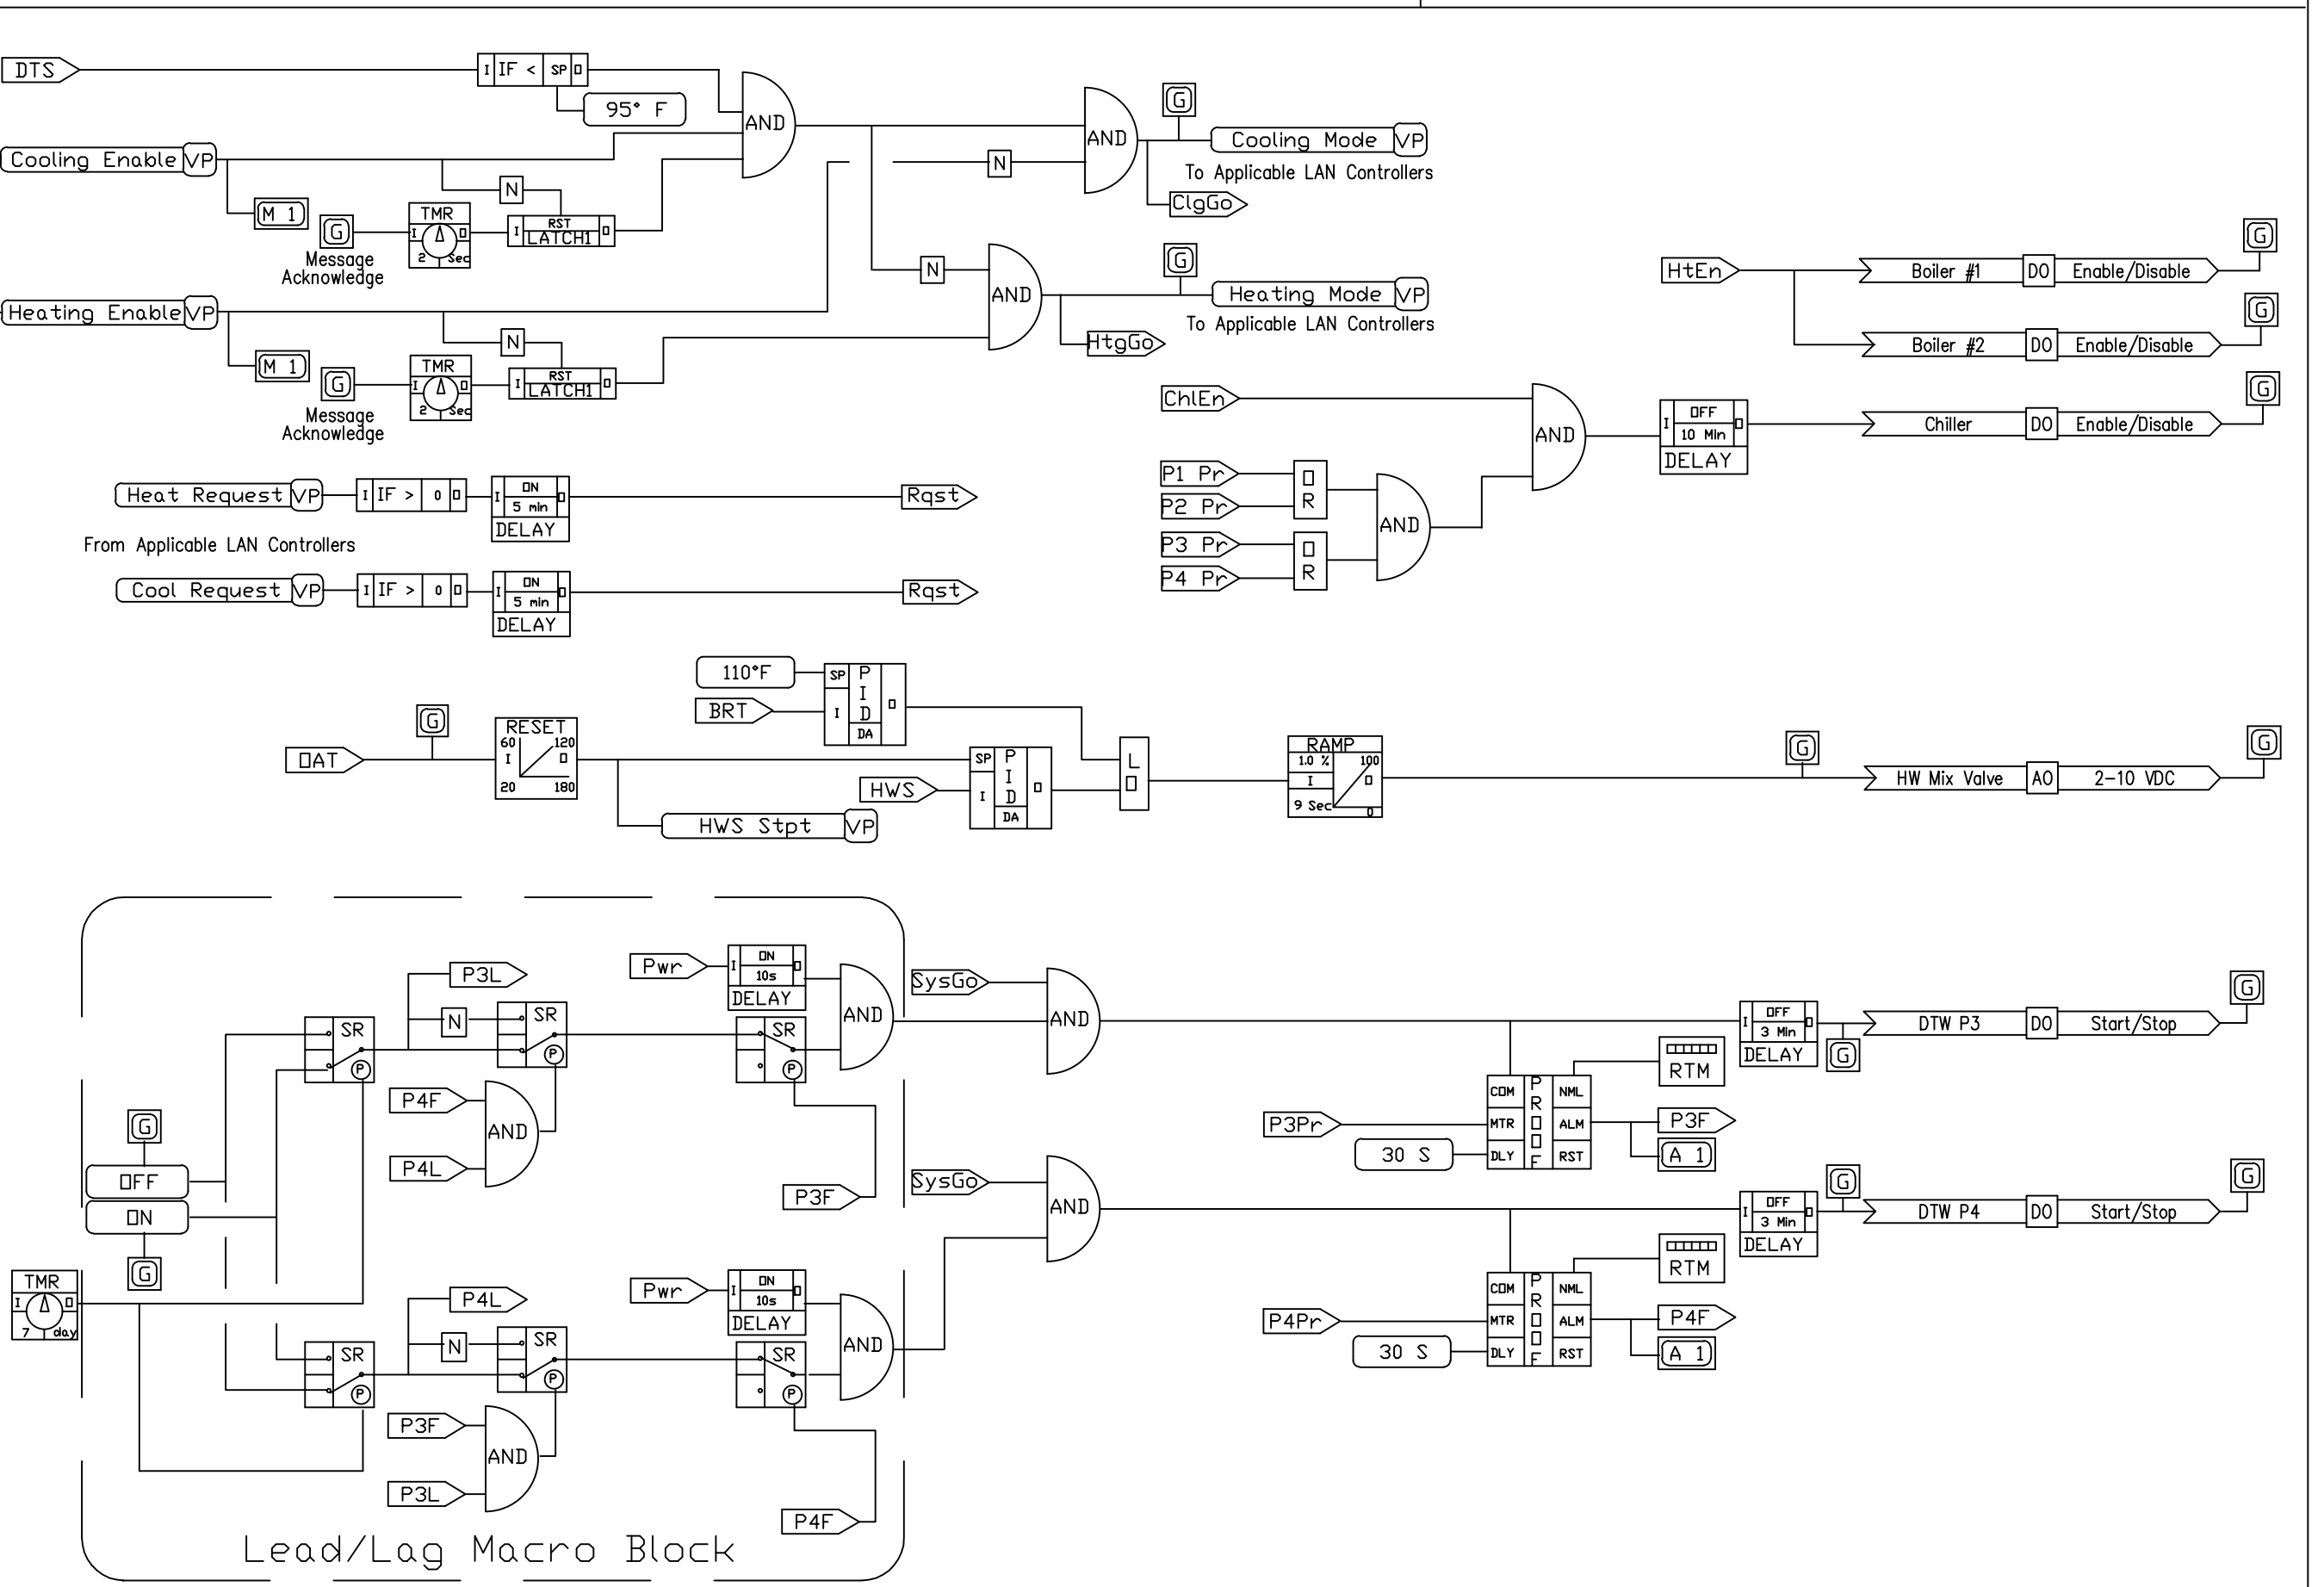 DTS
I IF < SP O
95° F
AND
Cooling Enable VP
N
M 1
G
Message
Acknowledge
TMR
I O
2 Sec
RST
I LATCH1 O
AND
N
G
Cooling Mode VP
To Applicable LAN Controllers
ClgGo
Heating Enable VP
N
M 1
G
Message
Acknowledge
TMR
I O
2 Sec
RST
I LATCH1 O
N
AND
G
Heating Mode VP
To Applicable LAN Controllers
HtgGo
HtEn
Boiler #1 DO Enable/Disable
G
Boiler #2 DO Enable/Disable
G
ChlEn
AND
OFF
I O
10 Min
DELAY
Chiller DO Enable/Disable
G
P1 Pr
P2 Pr
OR
P3 Pr
P4 Pr
OR
AND
Heat Request VP
I IF > 0 O
ON
I O
5 min
DELAY
Rqst
From Applicable LAN Controllers
Cool Request VP
I IF > 0 O
ON
I O
5 min
DELAY
Rqst
110°F
BRT
SP
I
PID
DA
O
G
OAT
RESET
60 120
I O
20 180
HWS
HWS Stpt VP
SP
I
PID
DA
O
LO
RAMP
1.0 % 100
I O
9 Sec
0
G
HW Mix Valve AO 2-10 VDC
G
P3L
N
SR
P
SR
P
P4F
AND
P4L
Pwr
ON
I O
10s
DELAY
SR
P
AND
P3F
SysGo
AND
OFF
I O
3 Min
DELAY
G
DTW P3 DO Start/Stop
G
RTM
COM
MTR
DLY
PROOF
NML
ALM
RST
P3Pr
30 S
P3F
A 1
G
OFF
ON
G
TMR
I O
7 day
P4L
N
SR
P
SR
P
P3F
AND
P3L
Pwr
ON
I O
10s
DELAY
SR
P
AND
P4F
SysGo
AND
OFF
I O
3 Min
DELAY
G
DTW P4 DO Start/Stop
G
RTM
COM
MTR
DLY
PROOF
NML
ALM
RST
P4Pr
30 S
P4F
A 1
Lead/Lag Macro Block